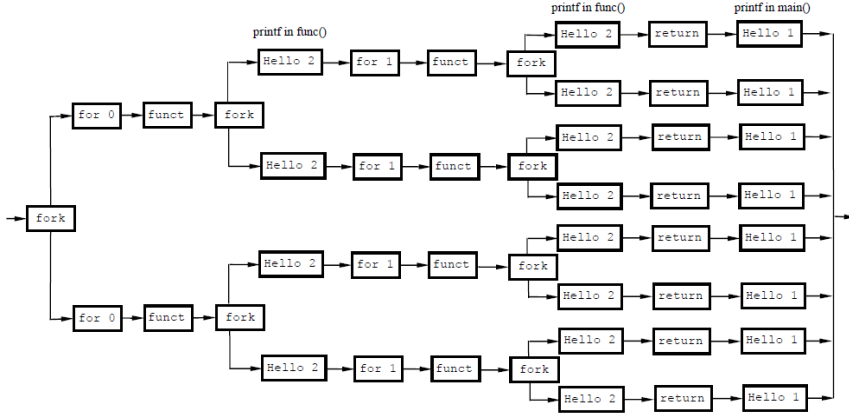 printf in func()
printf in main()
printf in func()
Hello 2 return Hello 1
Hello 2 for 1 funct fork
Hello 2 return Hello 1
for 0 funct fork
Hello 2 return Hello 1
Hello 2 for 1 funct fork
Hello 2 return Hello 1
fork
Hello 2 return Hello 1
Hello 2 for 1 funct fork
Hello 2 return Hello 1
for 0 funct fork
Hello 2 return Hello 1
Hello 2 for 1 funct fork
Hello 2 return Hello 1